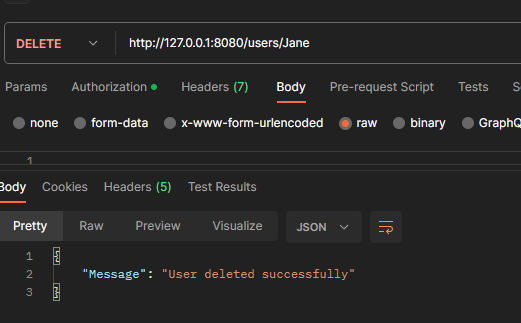 DELETE http://127.0.0.1:8080/users/Jane
Params Authorization Headers (7) Body Pre-request Script Tests S
none form-data x-www-form-urlencoded raw binary GraphQ
1
Body Cookies Headers (5) Test Results
Pretty Raw Preview Visualize JSON
1 {
2 "Message": "User deleted successfully"
3 }